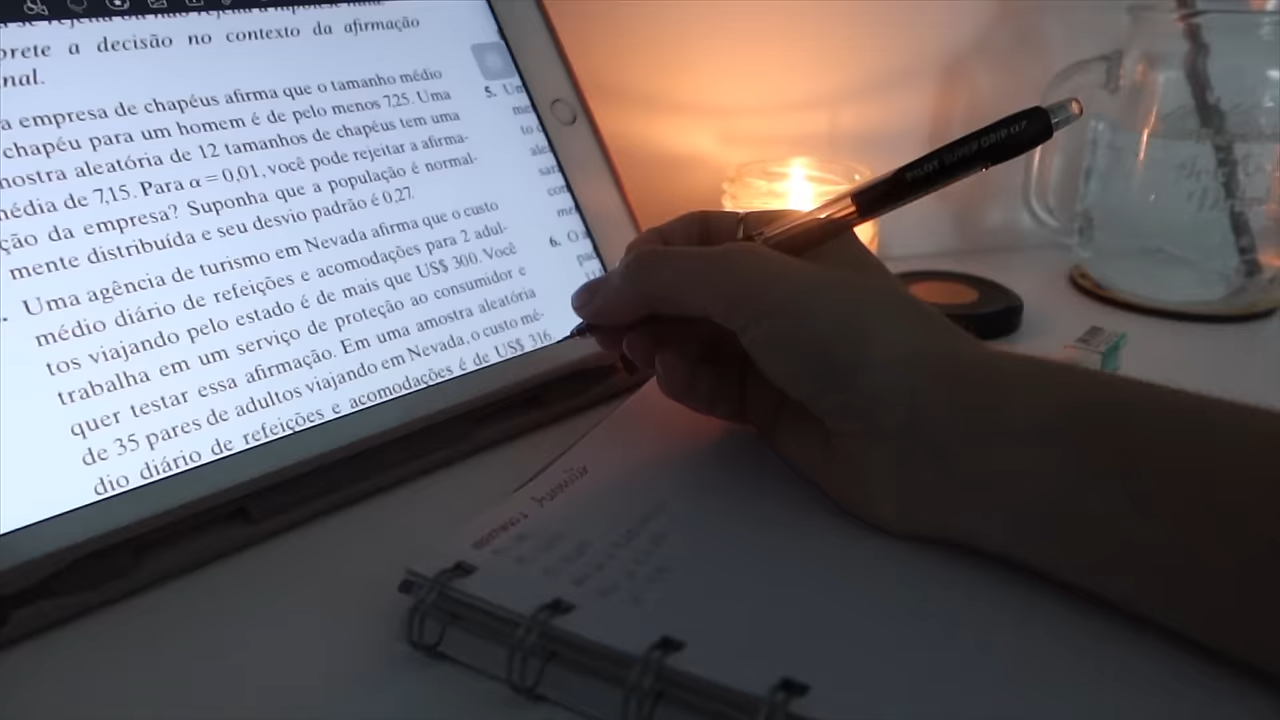 prete a decisão no contexto da afirmação
nal.
a empresa de chapéus afirma que o tamanho médio
chapéu para um homem é de pelo menos 7,25. Uma
mostra aleatória de 12 tamanhos de chapéus tem uma
média de 7,15. Para α = 0,01, você pode rejeitar a afirma-
ção da empresa? Suponha que a população é normal-
mente distribuída e seu desvio padrão é 0,27.
Uma agência de turismo em Nevada afirma que o custo
médio diário de refeições e acomodações para 2 adul-
tos viajando pelo estado é de mais que US$ 300. Você
trabalha em um serviço de proteção ao consumidor e
quer testar essa afirmação. Em uma amostra aleatória
de 35 pares de adultos viajando em Nevada, o custo mé-
dio diário de refeições e acomodações é de US$ 316
5. Um
6. O
PILOT SUPER GRIP 0.7